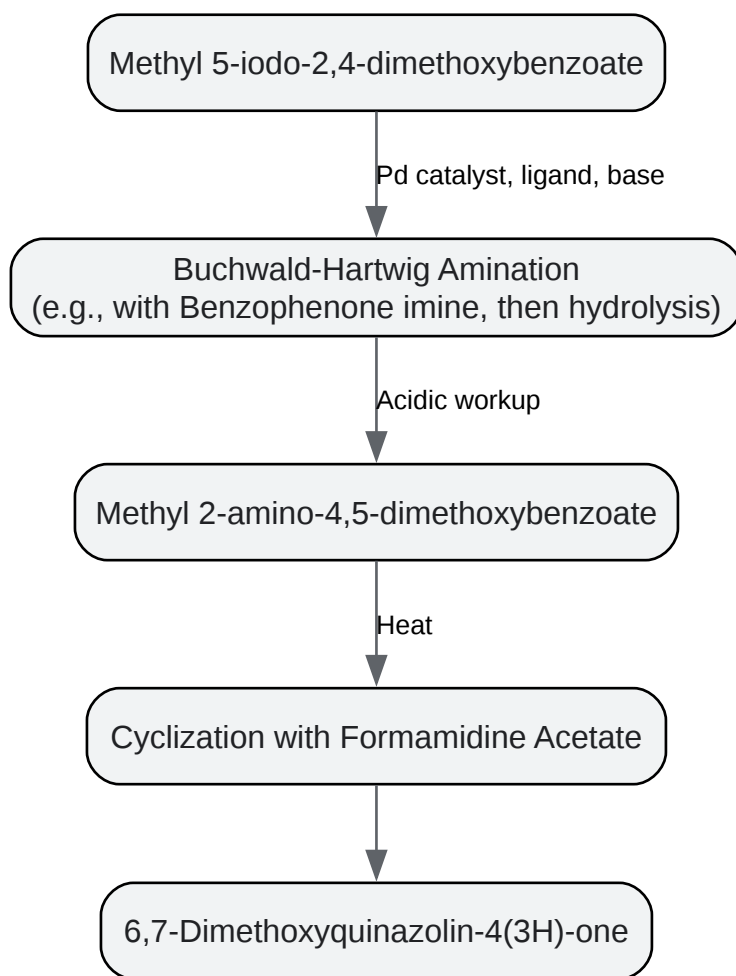 Methyl 5-iodo-2,4-dimethoxybenzoate
Pd catalyst, ligand, base
Buchwald-Hartwig Amination
(e.g., with Benzophenone imine, then hydrolysis)
Acidic workup
Methyl 2-amino-4,5-dimethoxybenzoate
Heat
Cyclization with Formamidine Acetate
6,7-Dimethoxyquinazolin-4(3H)-one